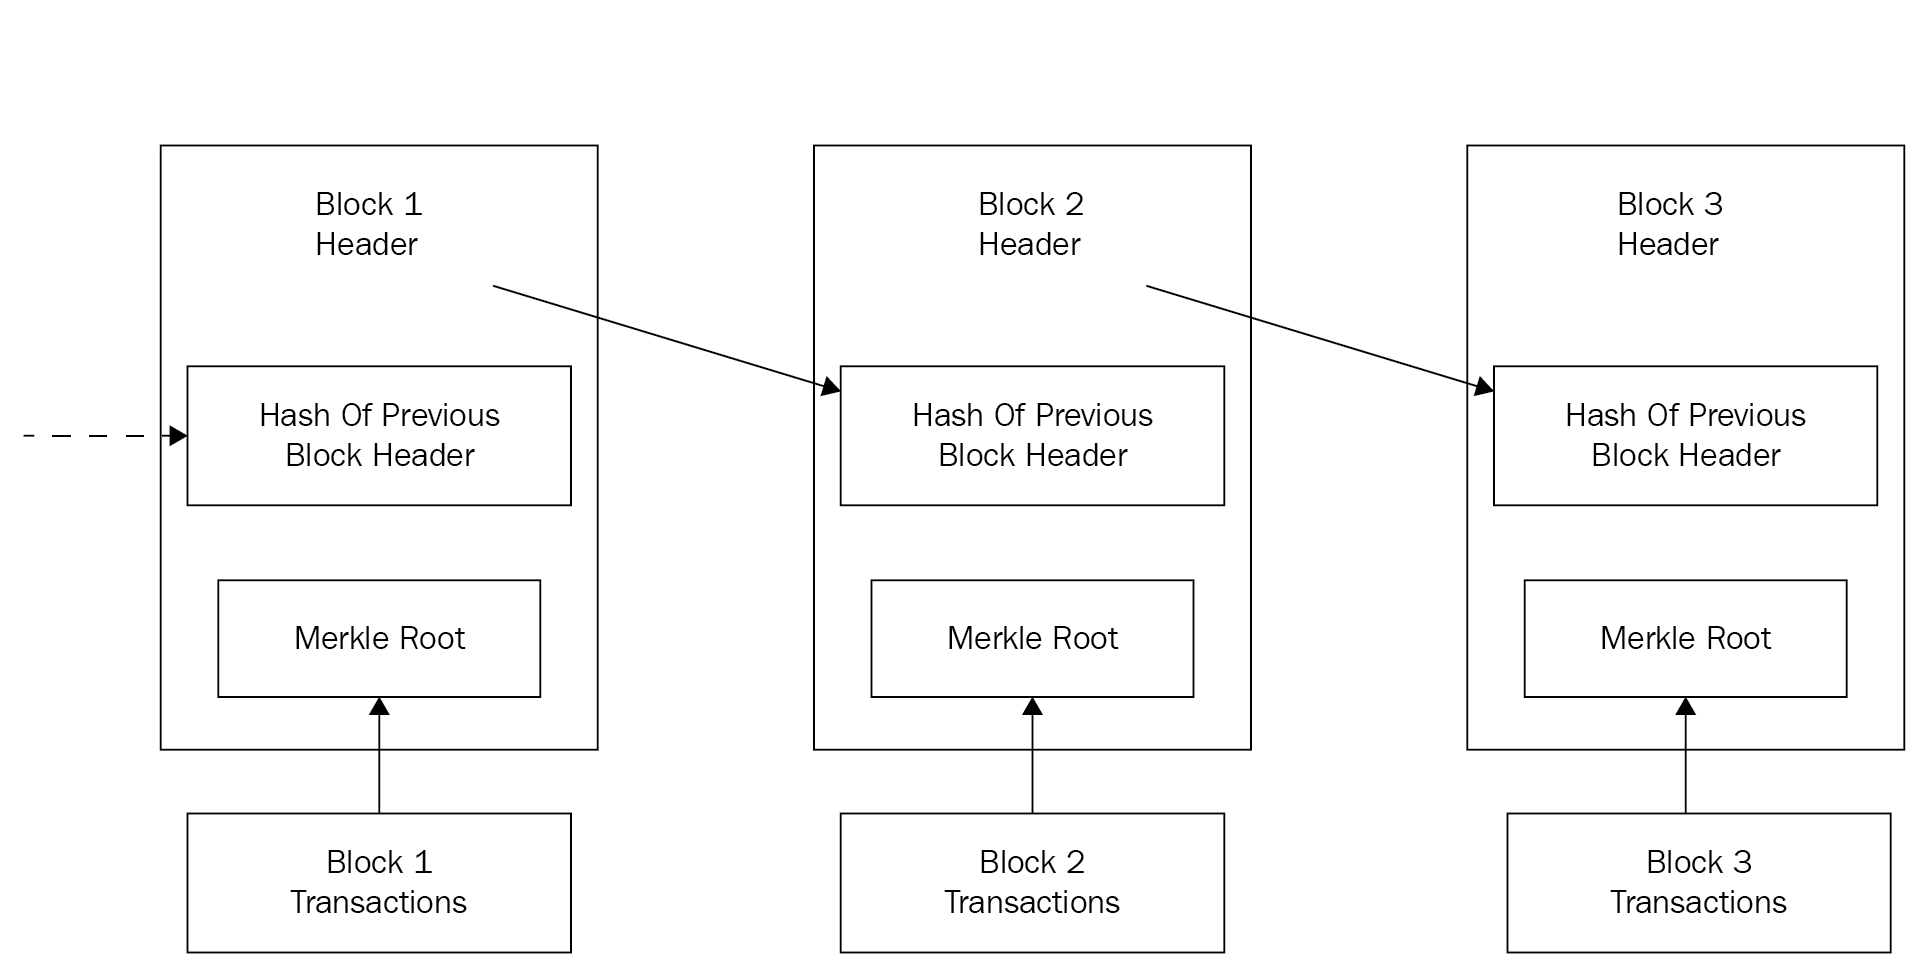 Block 1
Header
Hash Of Previous
Block Header
Merkle Root
Block 1
Transactions
Block 2
Header
Hash Of Previous
Block Header
Merkle Root
Block 2
Transactions
Block 3
Header
Hash Of Previous
Block Header
Merkle Root
Block 3
Transactions